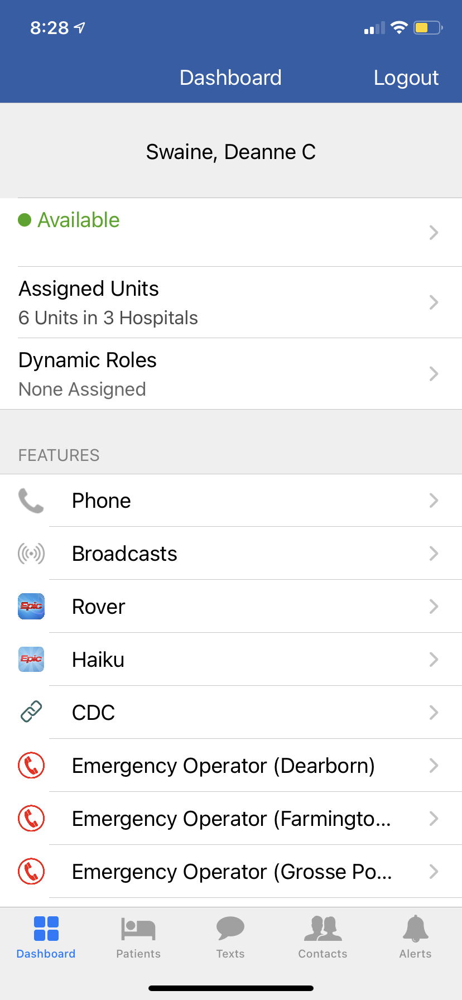 8:28
Dashboard Logout
Swaine, Deanne C
Available
Assigned Units
6 Units in 3 Hospitals
Dynamic Roles
None Assigned
FEATURES
Phone
Broadcasts
Epic Rover
Epic Haiku
CDC
Emergency Operator (Dearborn)
Emergency Operator (Farmingto...
Emergency Operator (Grosse Po...
Dashboard Patients Texts Contacts Alerts